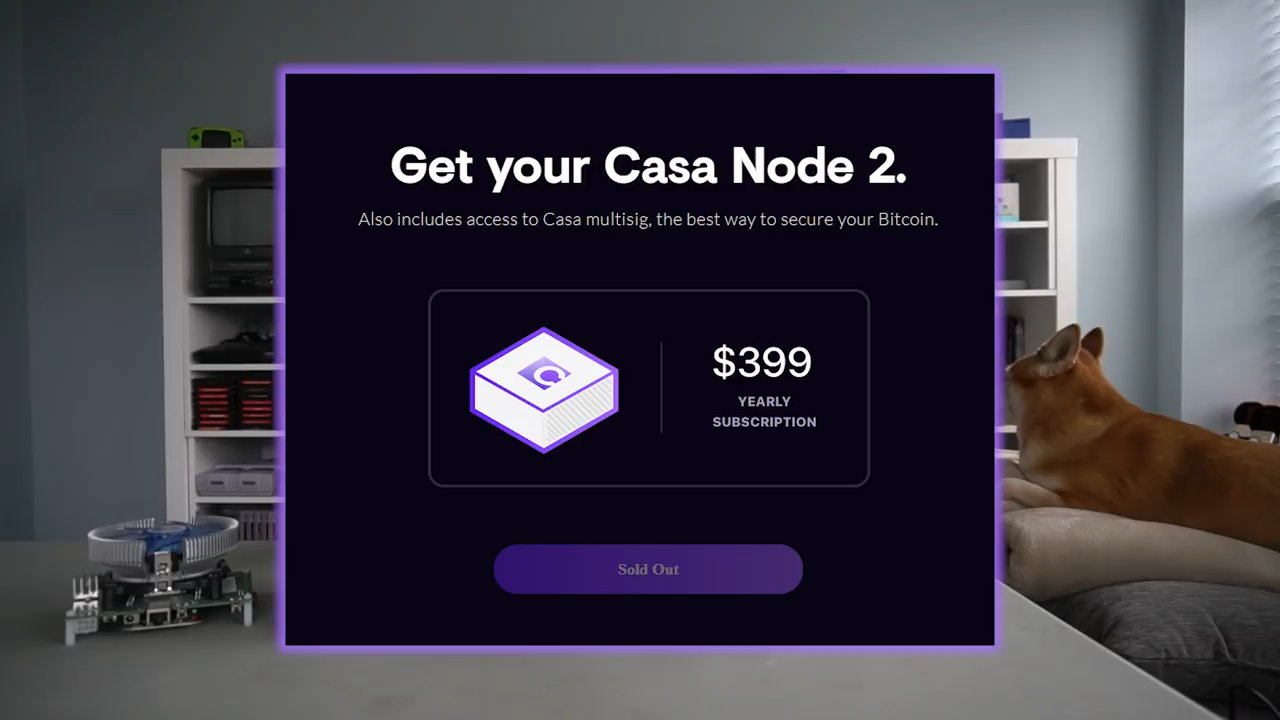 Get your Casa Node 2.
Also includes access to Casa multisig, the best way to secure your Bitcoin.
$399
YEARLY
SUBSCRIPTION
Sold Out